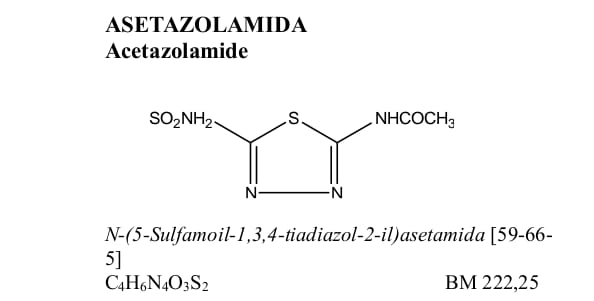 ASETAZOLAMIDA
Acetazolamide
SO₂NH₂ S NHCOCH₃
N N
N-(5-Sulfamoil-1,3,4-tiadiazol-2-il)asetamida [59-66-
5]
C₄H₆N₄O₃S₂ BM 222,25